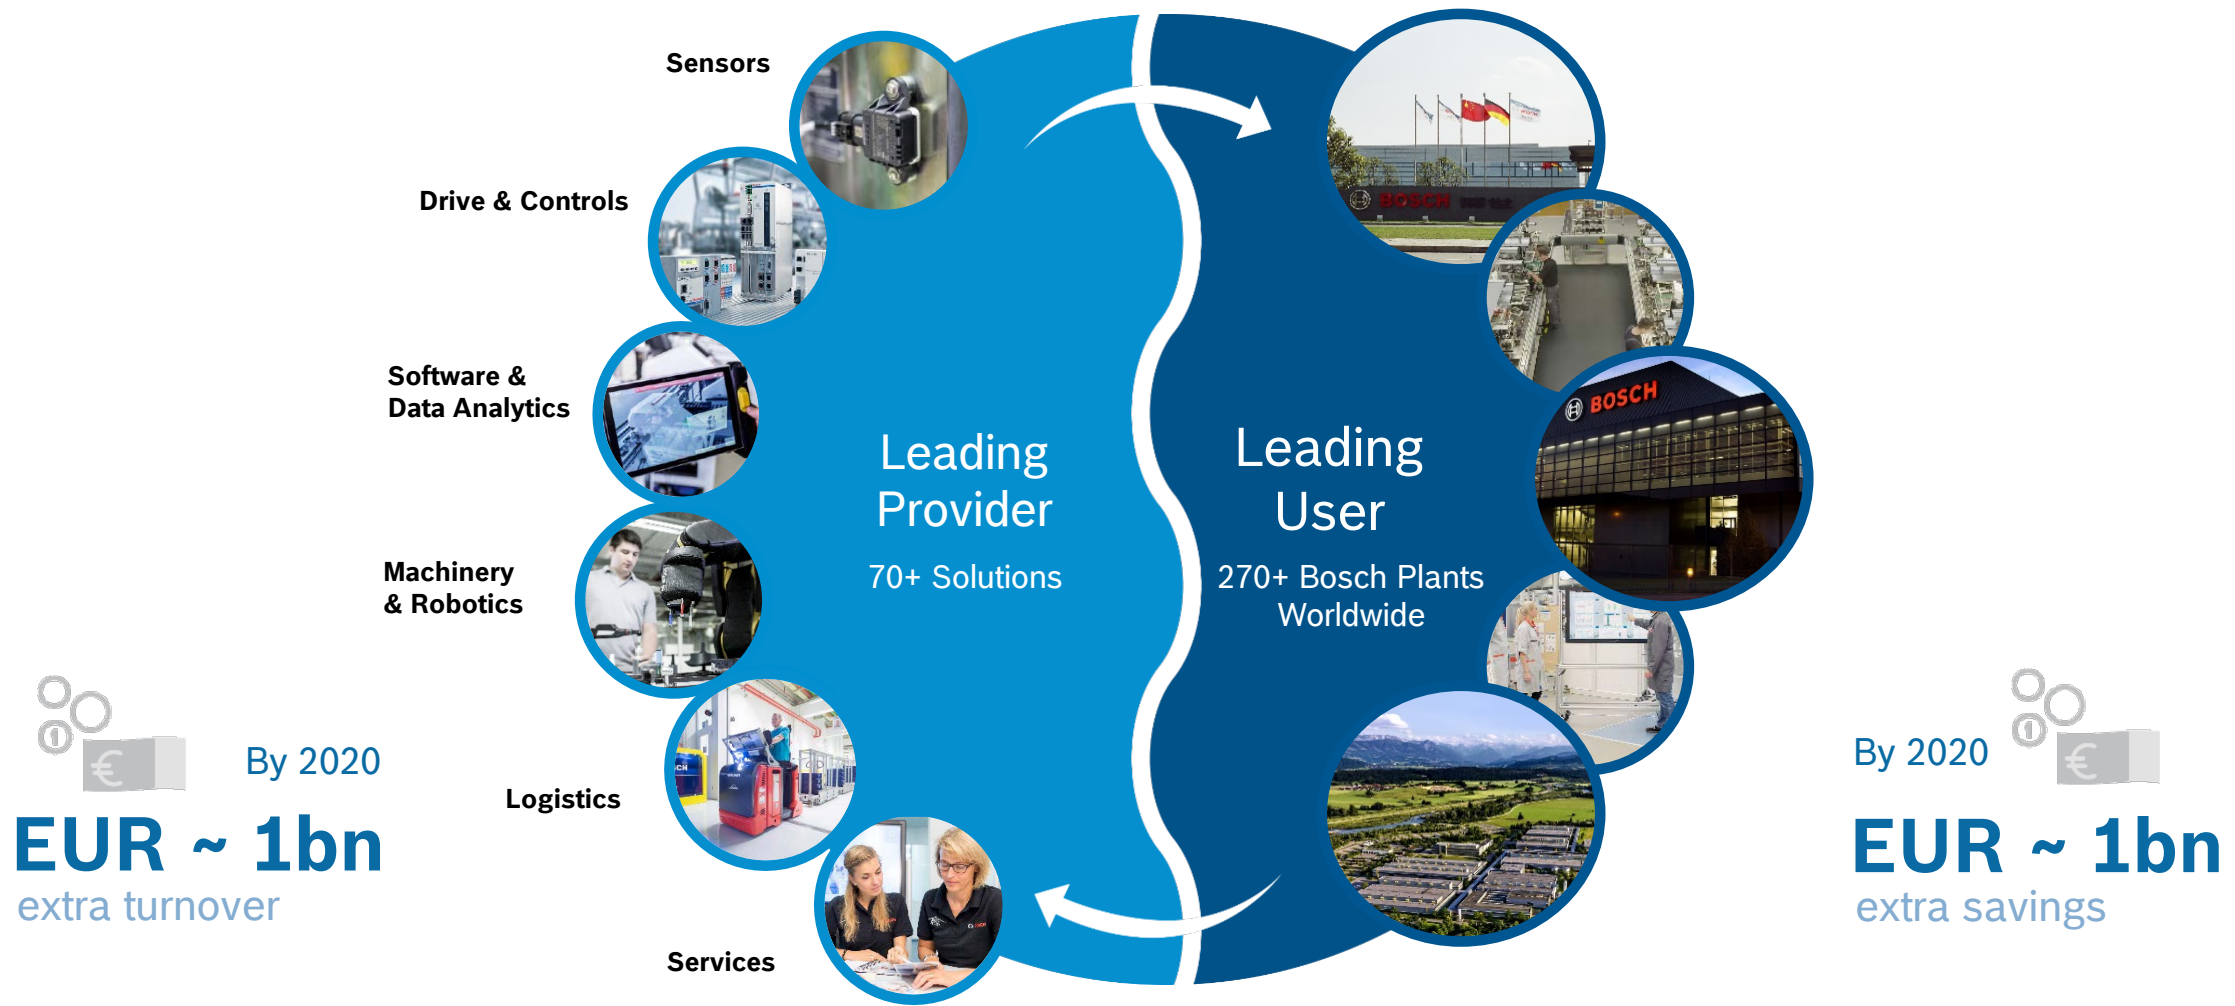 Sensors
Drive & Controls
Software &
Data Analytics
Machinery
& Robotics
Logistics
Services
Leading
Provider
70+ Solutions
Leading
User
270+ Bosch Plants
Worldwide
BOSCH
BOSCH
By 2020
EUR ~ 1bn
extra turnover
By 2020
EUR ~ 1bn
extra savings